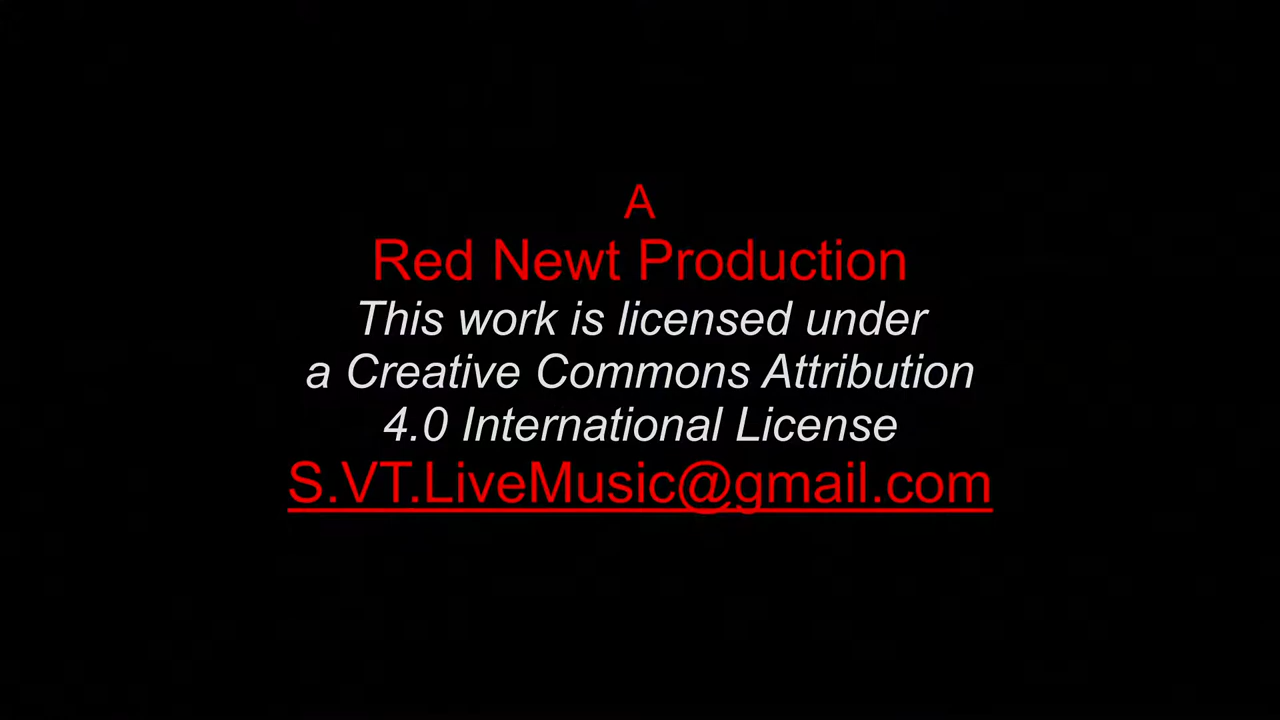 A
Red Newt Production
This work is licensed under
a Creative Commons Attribution
4.0 International License
S.VT.LiveMusic@gmail.com